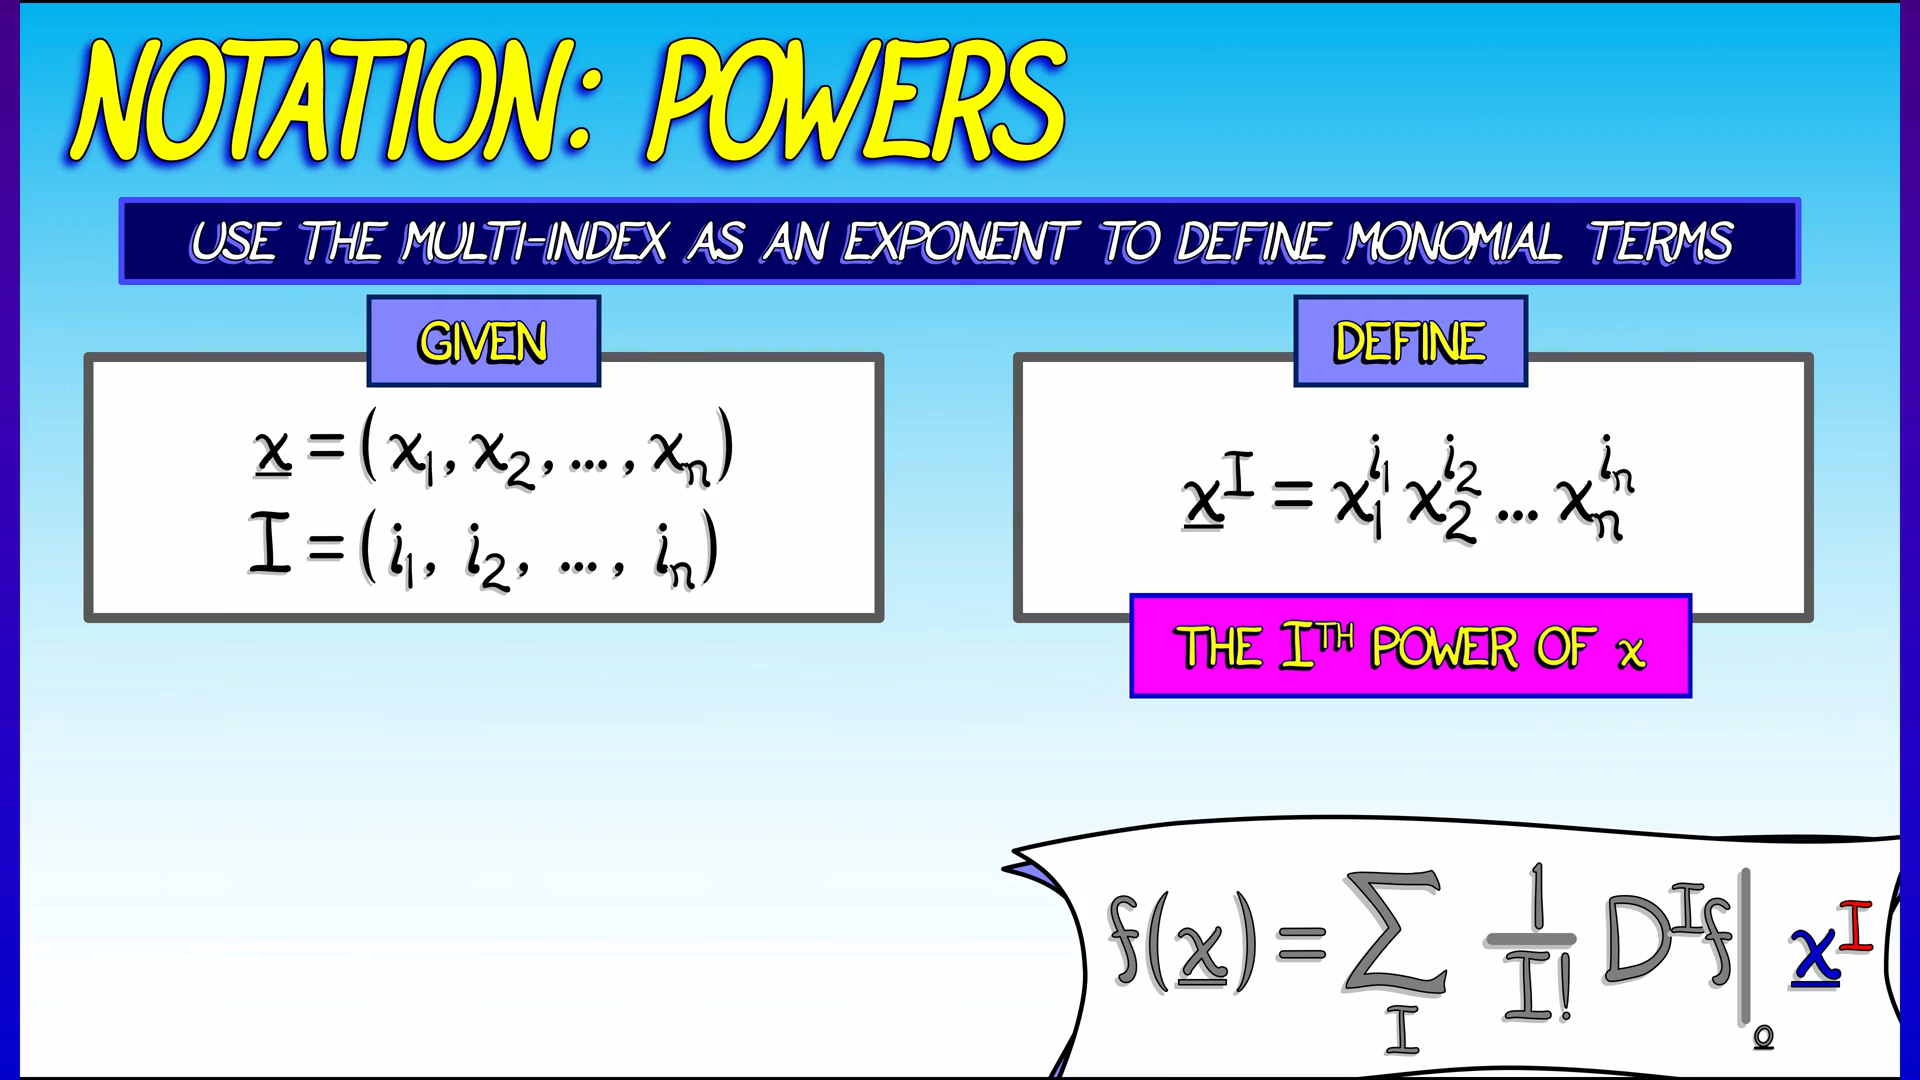 NOTATION: POWERS
USE THE MULTI-INDEX AS AN EXPONENT TO DEFINE MONOMIAL TERMS
GIVEN
x̲ = (x₁, x₂, ..., xₙ)
I = (i₁, i₂, ..., iₙ)
DEFINE
x̲^I = x₁^i₁ x₂^i₂ ... xₙ^iₙ
THE I^TH POWER OF x
f(x̲) = ∑_I 1/I! D^I f|_0̲ x̲^I